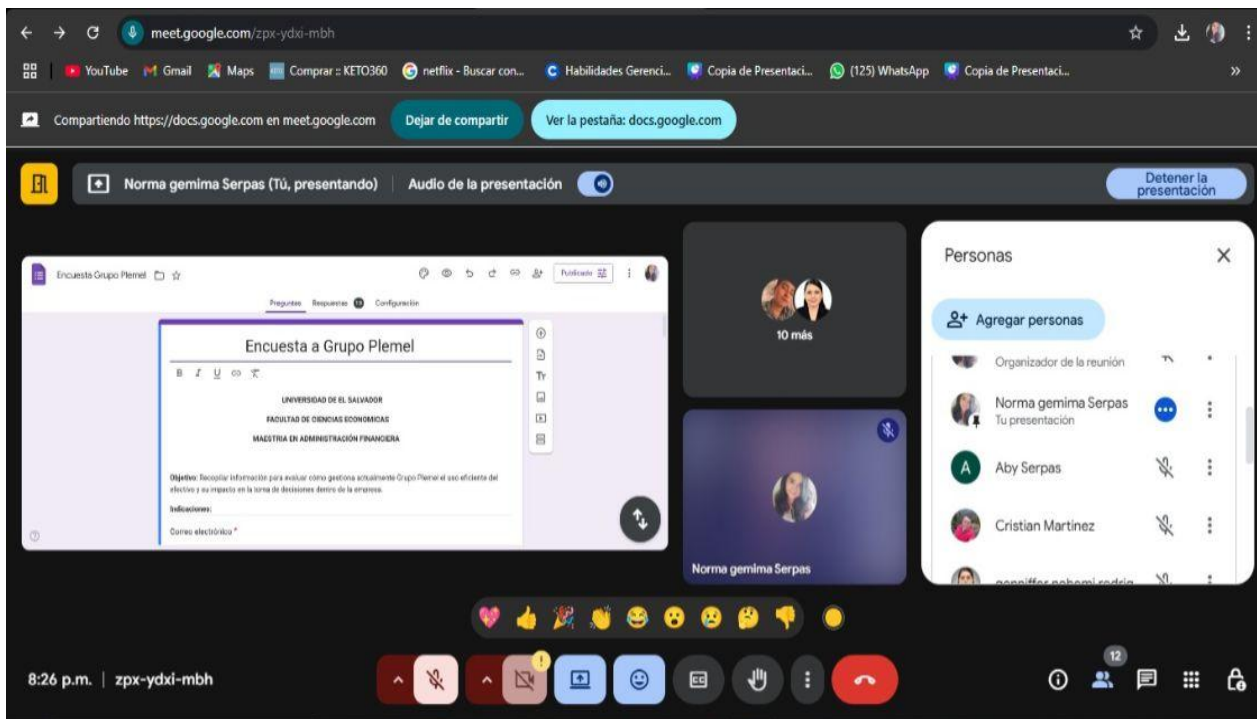 meet.google.com/zpx-ydxi-mbh
YouTube Gmail Maps Comprar :: KETO360 netflix - Buscar con... Habilidades Gerenci... Copia de Presentaci... (125) WhatsApp Copia de Presentaci... »
Compartiendo https://docs.google.com en meet.google.com Dejar de compartir Ver la pestaña: docs.google.com
Norma gemima Serpas (Tú, presentando) Audio de la presentación Detener la
presentación
Encuesta Grupo Plemel Publicado
Preguntas Respuestas Configuración
Encuesta a Grupo Plemel
B I U
UNIVERSIDAD DE EL SALVADOR
FACULTAD DE CIENCIAS ECONOMICAS
MAESTRIA EN ADMINISTRACIÓN FINANCIERA
Objetivo: Recopilar información para evaluar cómo gestiona actualmente Grupo Plemel el uso eficiente del
efectivo y su impacto en la toma de decisiones dentro de la empresa.
Indicaciones:
Correo electrónico *
Tr
10 más
Norma gemima Serpas
Personas
Agregar personas
Organizador de la reunión
Norma gemima Serpas
Tu presentación
A Aby Serpas
Cristian Martinez
8:26 p.m. | zpx-ydxi-mbh
CC
12